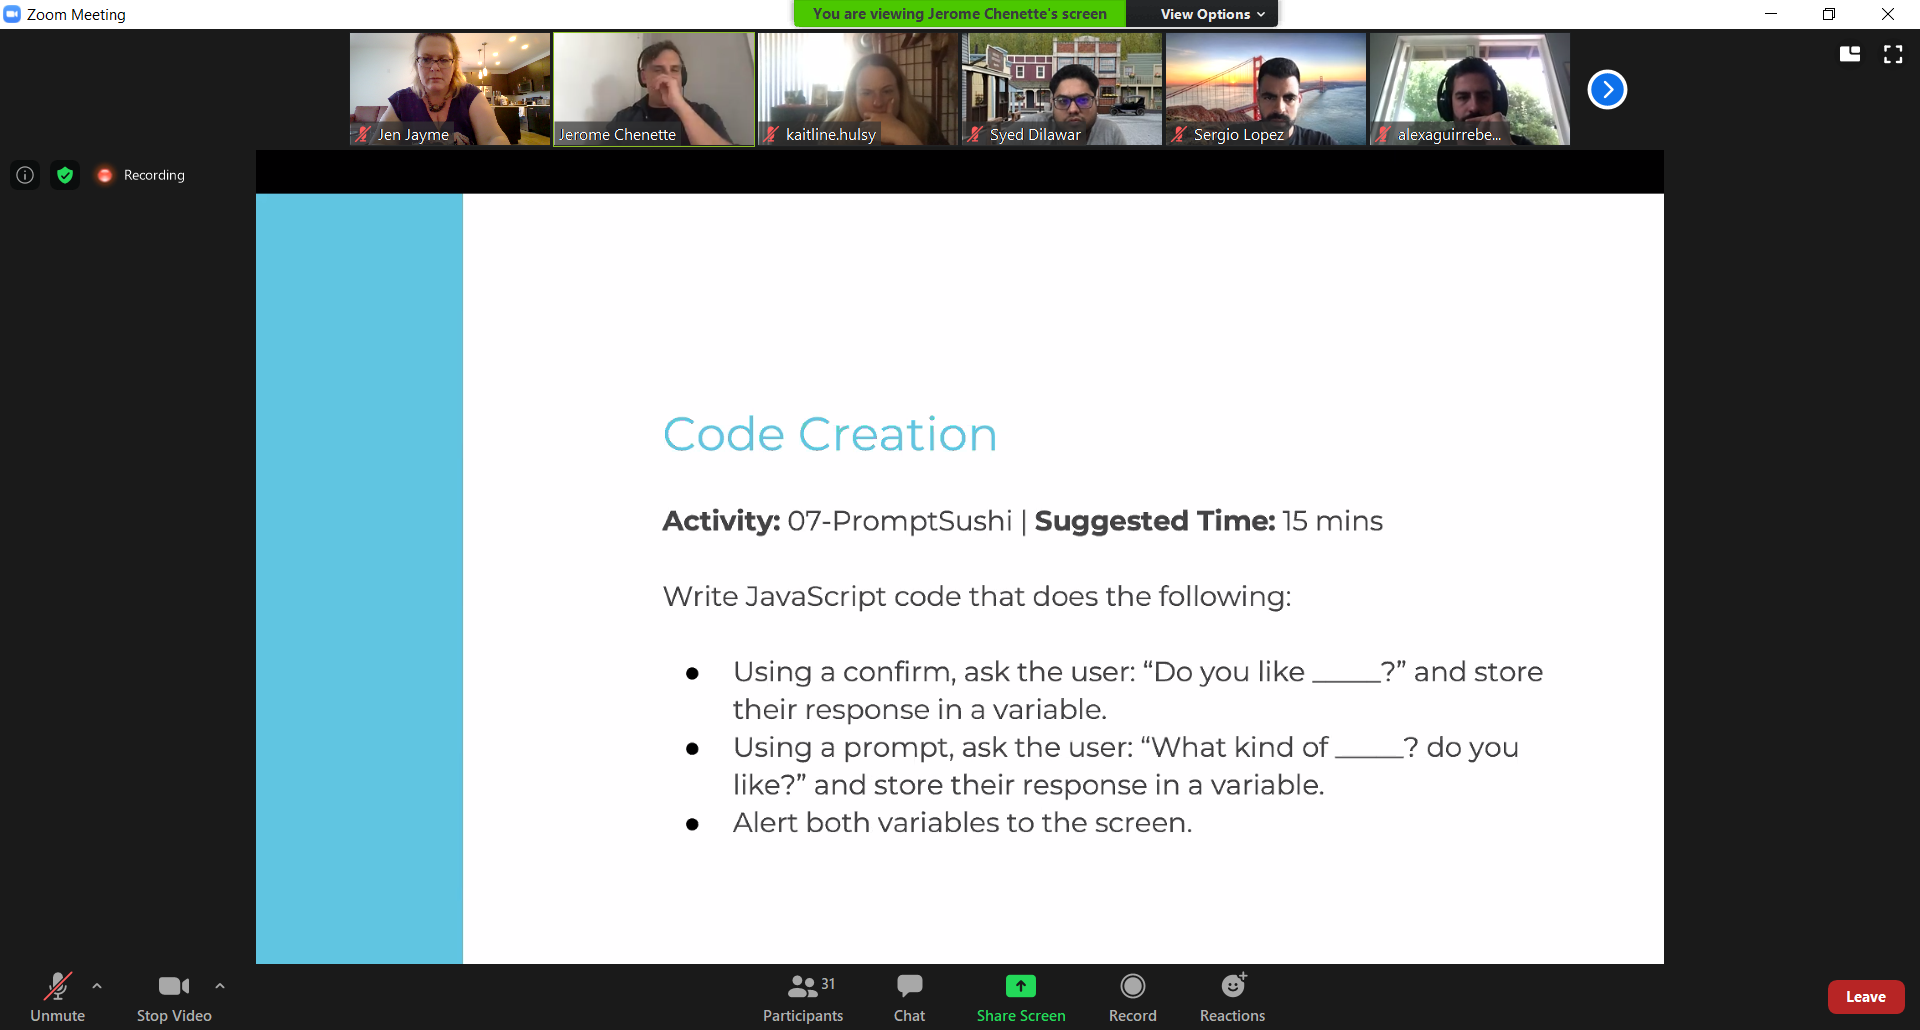 Zoom Meeting
You are viewing Jerome Chenette's screen
View Options
Jen Jayme
Jerome Chenette
kaitline.hulsy
Syed Dilawar
Sergio Lopez
alexaguirrebe...
Recording
Code Creation
Activity: 07-PromptSushi | Suggested Time: 15 mins
Write JavaScript code that does the following:
● Using a confirm, ask the user: “Do you like _____?” and store
their response in a variable.
● Using a prompt, ask the user: “What kind of _____? do you
like?” and store their response in a variable.
● Alert both variables to the screen.
Unmute
Stop Video
31
Participants
Chat
Share Screen
Record
Reactions
Leave